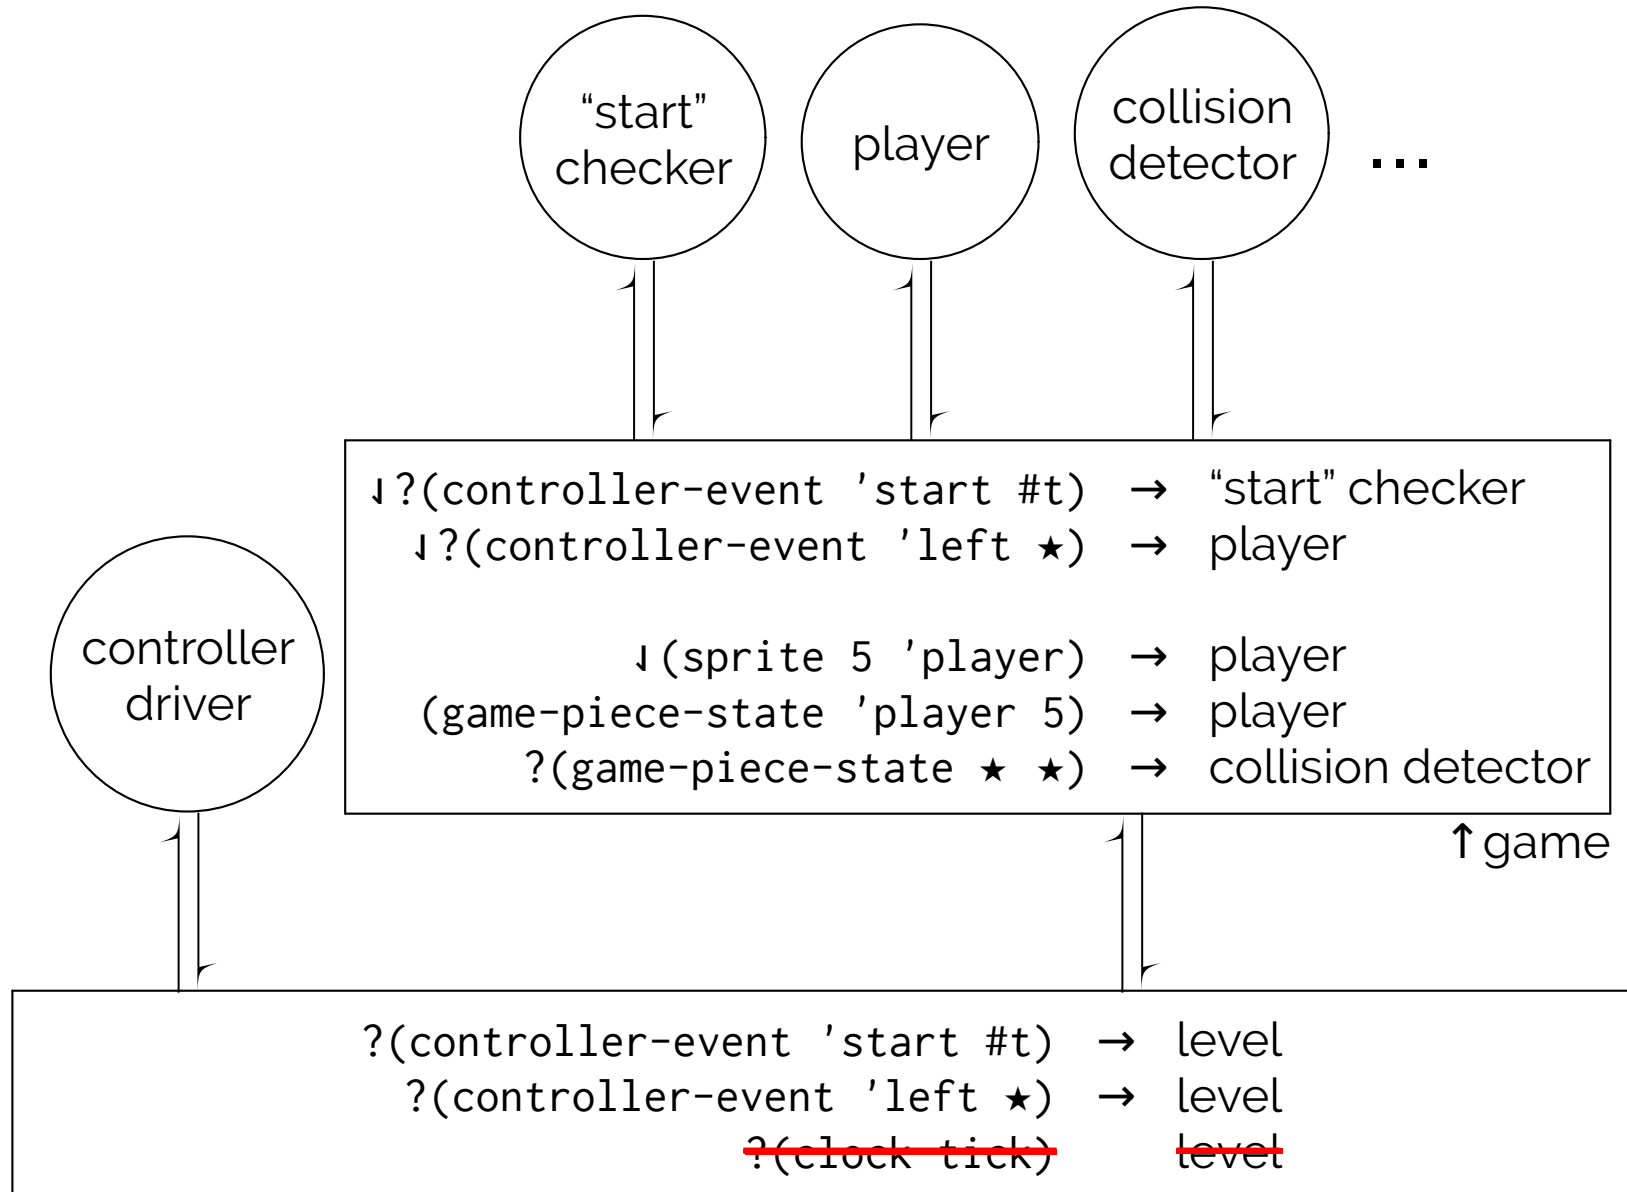 “start”
checker
player
collision
detector
...
⇃?(controller-event 'start #t) → “start” checker
⇃?(controller-event 'left ★) → player
controller
driver
⇃(sprite 5 'player) → player
(game-piece-state 'player 5) → player
?(game-piece-state ★ ★) → collision detector
↑game
?(controller-event 'start #t) → level
?(controller-event 'left ★) → level
?(clock tick) level